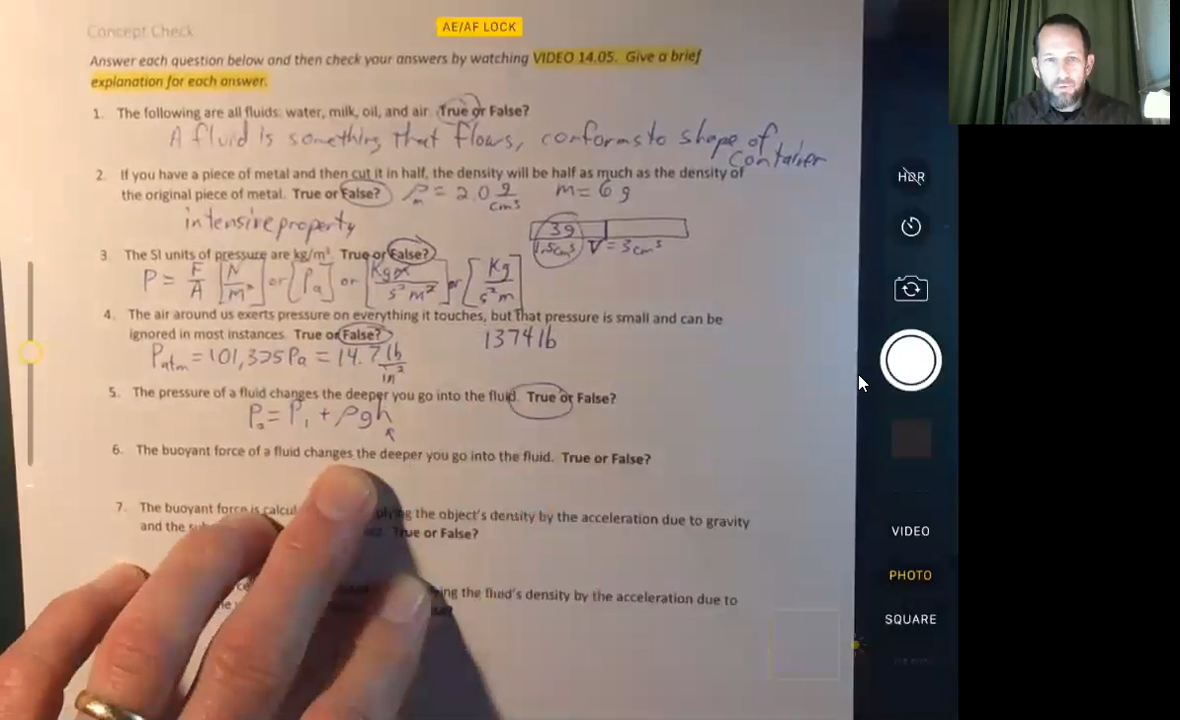 AE/AF LOCK
Concept Check
Answer each question below and then check your answers by watching VIDEO 14.05. Give a brief
explanation for each answer.
1. The following are all fluids: water, milk, oil, and air. True or False?
A fluid is something that flows, conforms to shape of
container
2. If you have a piece of metal and then cut it in half, the density will be half as much as the density of
the original piece of metal. True or False? ρm = 2.0 g/cm³ m = 6 g
intensive property
3g
1.5cm³ V = 3cm³
3. The SI units of pressure are kg/m³. True or False?
P = F/A [N/m²] or [Pa] or [kg m/s² m²] or [kg/s² m]
4. The air around us exerts pressure on everything it touches, but that pressure is small and can be
ignored in most instances. True or False? 1374 lb
Patm = 101,325 Pa = 14.7 lb/in²
5. The pressure of a fluid changes the deeper you go into the fluid. True or False?
P₂ = P₁ + ρgh
6. The buoyant force of a fluid changes the deeper you go into the fluid. True or False?
7. The buoyant force is calcul plying the object's density by the acceleration due to gravity
and the True or False?
ying the fluid's density by the acceleration due to
HDR
VIDEO
PHOTO
SQUARE